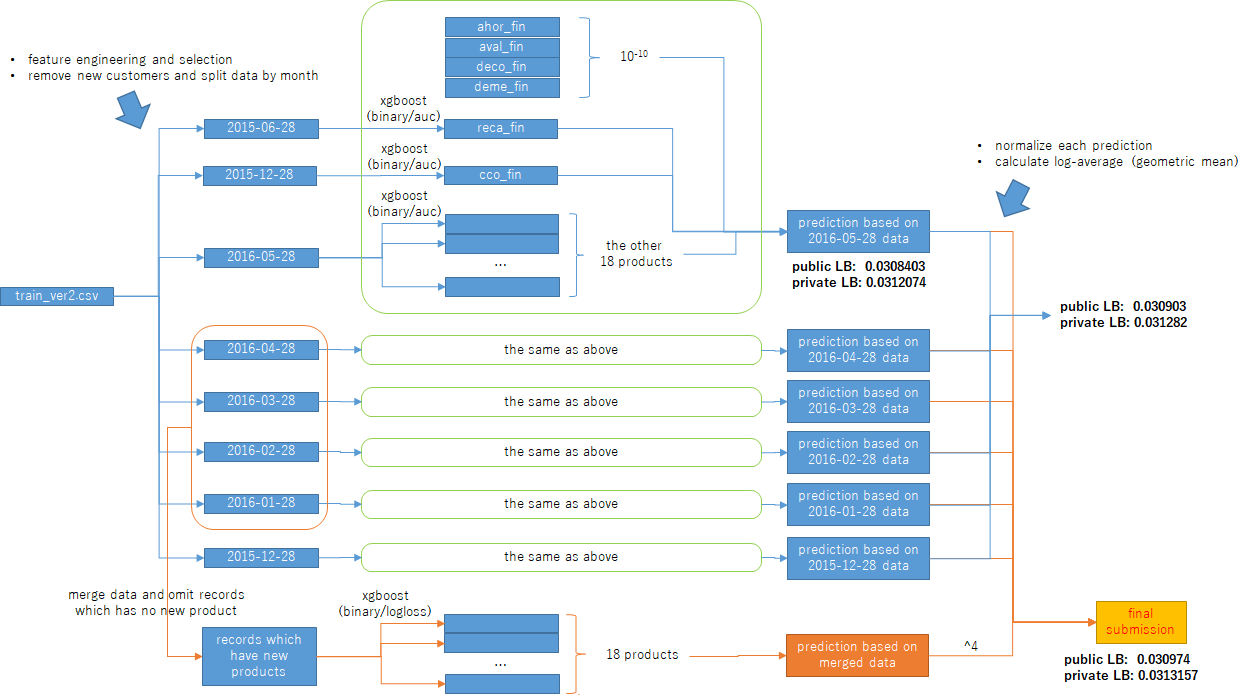 • feature engineering and selection
• remove new customers and split data by month
ahor_fin
aval_fin
deco_fin
deme_fin
10-10
xgboost
(binary/auc)
2015-06-28
reca_fin
xgboost
(binary/auc)
2015-12-28
cco_fin
xgboost
(binary/auc)
2016-05-28
...
the other
18 products
• normalize each prediction
• calculate log-average (geometric mean)
prediction based on
2016-05-28 data
public LB: 0.0308403
private LB: 0.0312074
train_ver2.csv
public LB: 0.030903
private LB: 0.031282
2016-04-28
the same as above
prediction based on
2016-04-28 data
2016-03-28
the same as above
prediction based on
2016-03-28 data
2016-02-28
the same as above
prediction based on
2016-02-28 data
2016-01-28
the same as above
prediction based on
2016-01-28 data
2015-12-28
the same as above
prediction based on
2015-12-28 data
merge data and omit records
which has no new product
xgboost
(binary/logloss)
records which
have new
products
...
18 products
prediction based on
merged data
^4
final
submission
public LB: 0.030974
private LB: 0.0313157